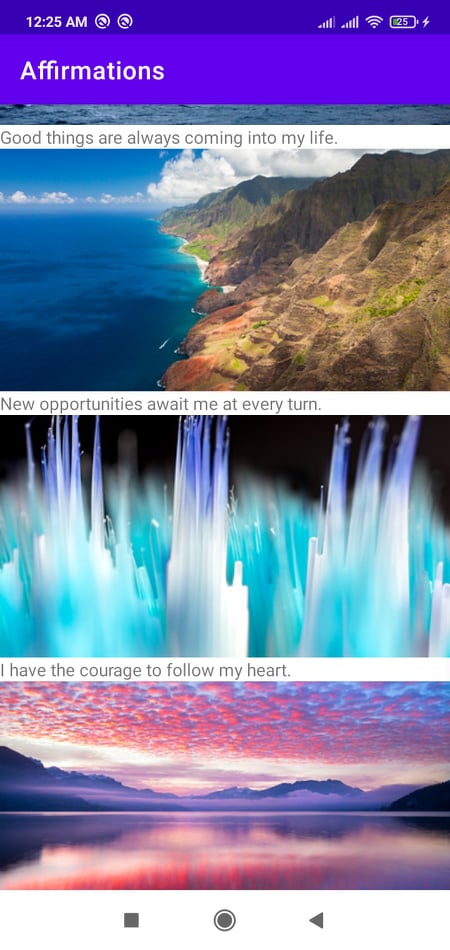 12:25 AM 25
Affirmations
Good things are always coming into my life.
New opportunities await me at every turn.
I have the courage to follow my heart.